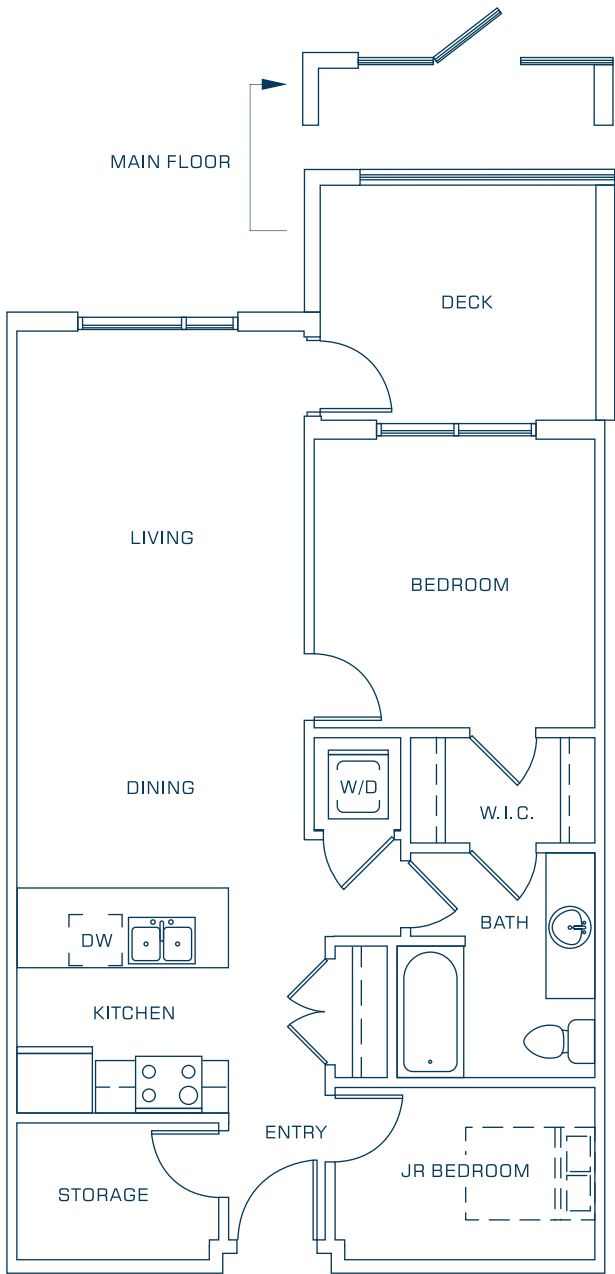 MAIN FLOOR
DECK
LIVING
BEDROOM
DINING
W/D
W.I.C.
BATH
DW
KITCHEN
ENTRY
JR BEDROOM
STORAGE